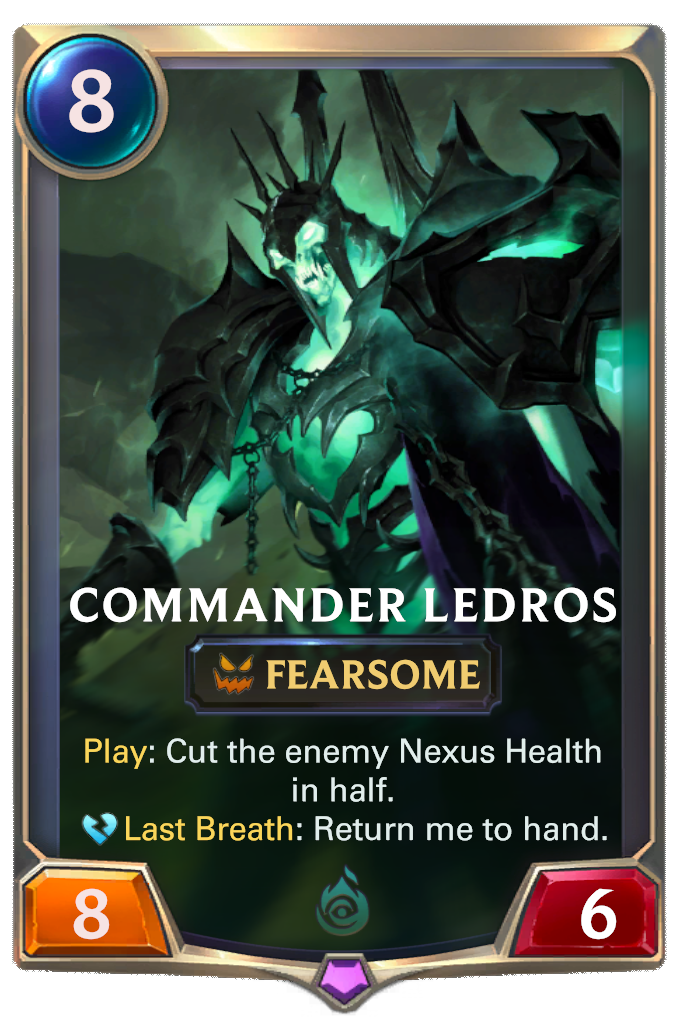 8
COMMANDER LEDROS
FEARSOME
Play: Cut the enemy Nexus Health
in half.
Last Breath: Return me to hand.
8
6